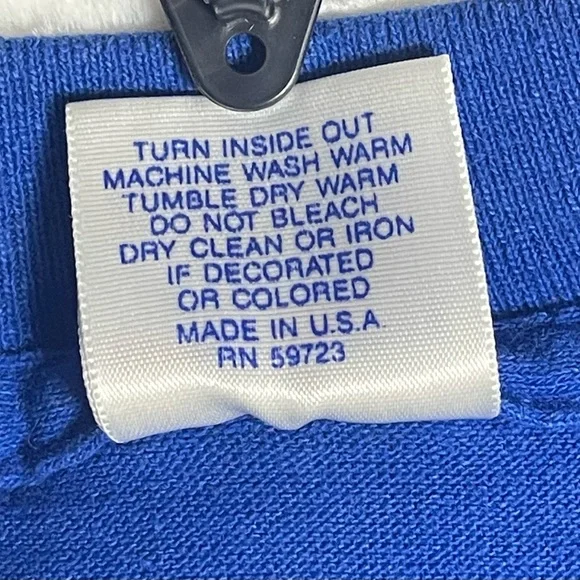 TURN INSIDE OUT
MACHINE WASH WARM
TUMBLE DRY WARM
DO NOT BLEACH
DRY CLEAN OR IRON
IF DECORATED
OR COLORED
MADE IN U.S.A.
RN 59723